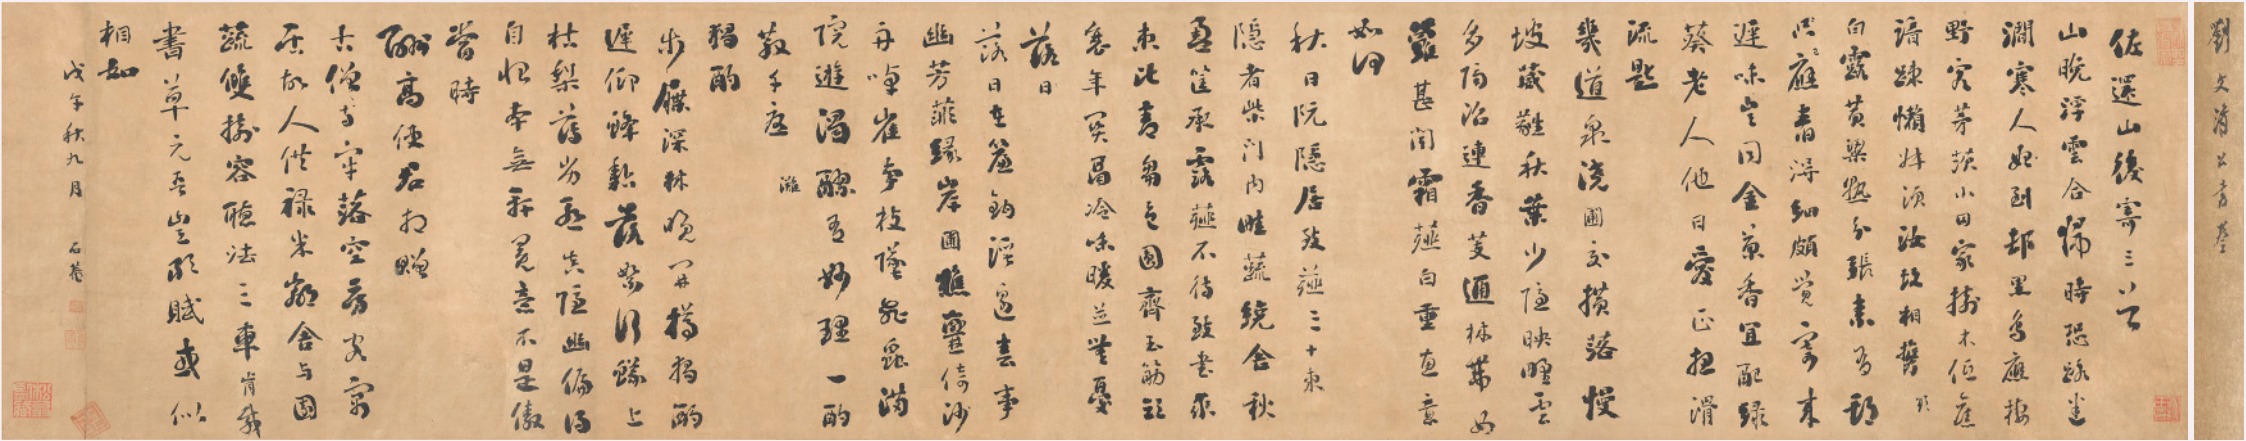 劉文清公書卷
佐還山後寄三首
山晚浮雲合歸時恐路迷
澗寒人欲到邨黑鳥應棲
野客茅茨小田家樹木低舊
諳疎懶叔須汝故相攜
白露黃粱熟分張素有期
已應舂得細頗覺寄來
遲味豈同金菊香宜配綠
葵老人他日愛正想滑
流匙
幾道泉澆圃交橫落慢
坡葳蕤秋葉少隱映野雲
多隔沼連香芰通林帶女
蘿甚聞霜薤白重惠意
如何
秋日阮隱居致薤三十束
隱者柴門內畦蔬繞舍秋
盈筐承露薤不待致書求
束比青芻色圓齊玉筯頭
衰年關鬲冷味暖並無憂
落日
落日在簾鉤溪邊春事
幽芳菲緣岸圃樵爨倚沙
舟啅雀爭枝墜飛蟲滿
院遊濁醪有妙理一酌
散千
獨酌
步屧深林晚開樽獨酌
遲仰蜂黏落絮行蟻上
枯梨薄劣慙真隱幽偏得
自怡本無軒冕意不是傲
當時
酬高使君相贈
古僧寺牢落空房客寓
居故人供祿米鄰舍與園
蔬雙樹容聽法三車肯載
書草元吾豈敢賦或似
相如
戊午秋九月 石菴